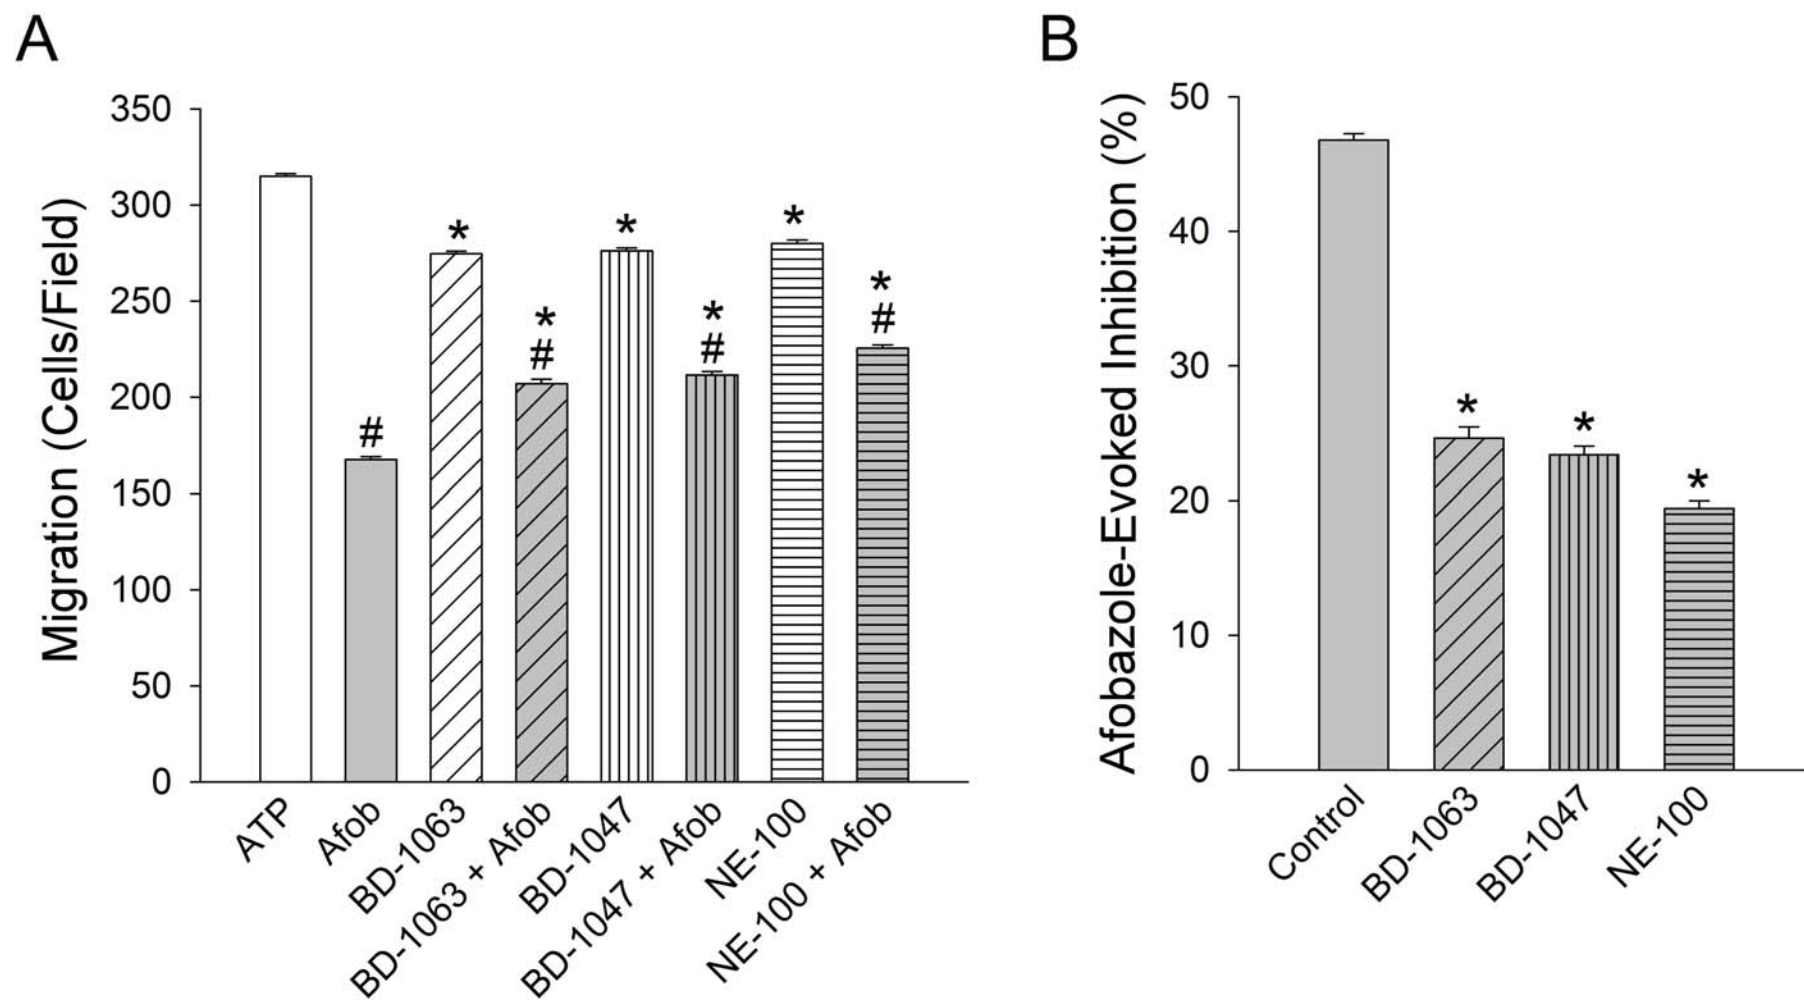 A
Migration (Cells/Field)
350
300
250
200
150
100
50
0
#
*
*
#
*
*
#
*
*
#
ATP
Afob
BD-1063
BD-1063 + Afob
BD-1047
BD-1047 + Afob
NE-100
NE-100 + Afob
B
Afobazole-Evoked Inhibition (%)
50
40
30
20
10
0
*
*
*
Control
BD-1063
BD-1047
NE-100